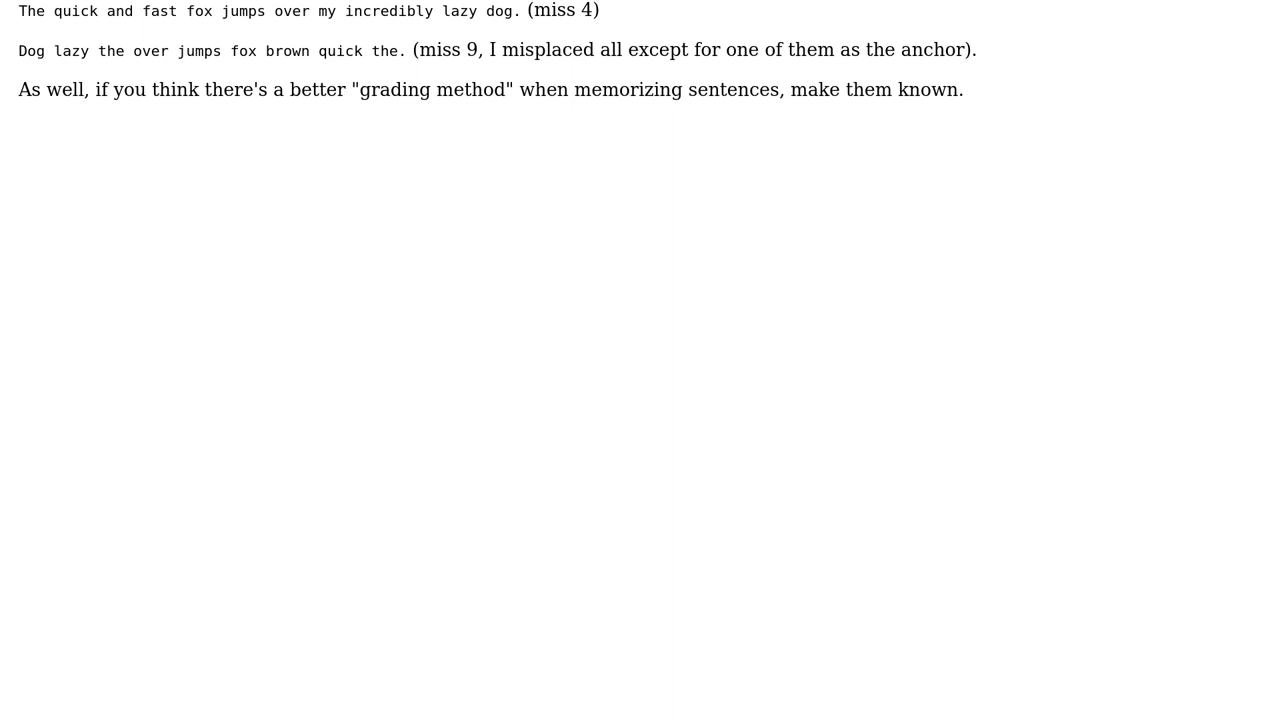 The quick and fast fox jumps over my incredibly lazy dog. (miss 4)
Dog lazy the over jumps fox brown quick the. (miss 9, I misplaced all except for one of them as the anchor).
As well, if you think there's a better "grading method" when memorizing sentences, make them known.